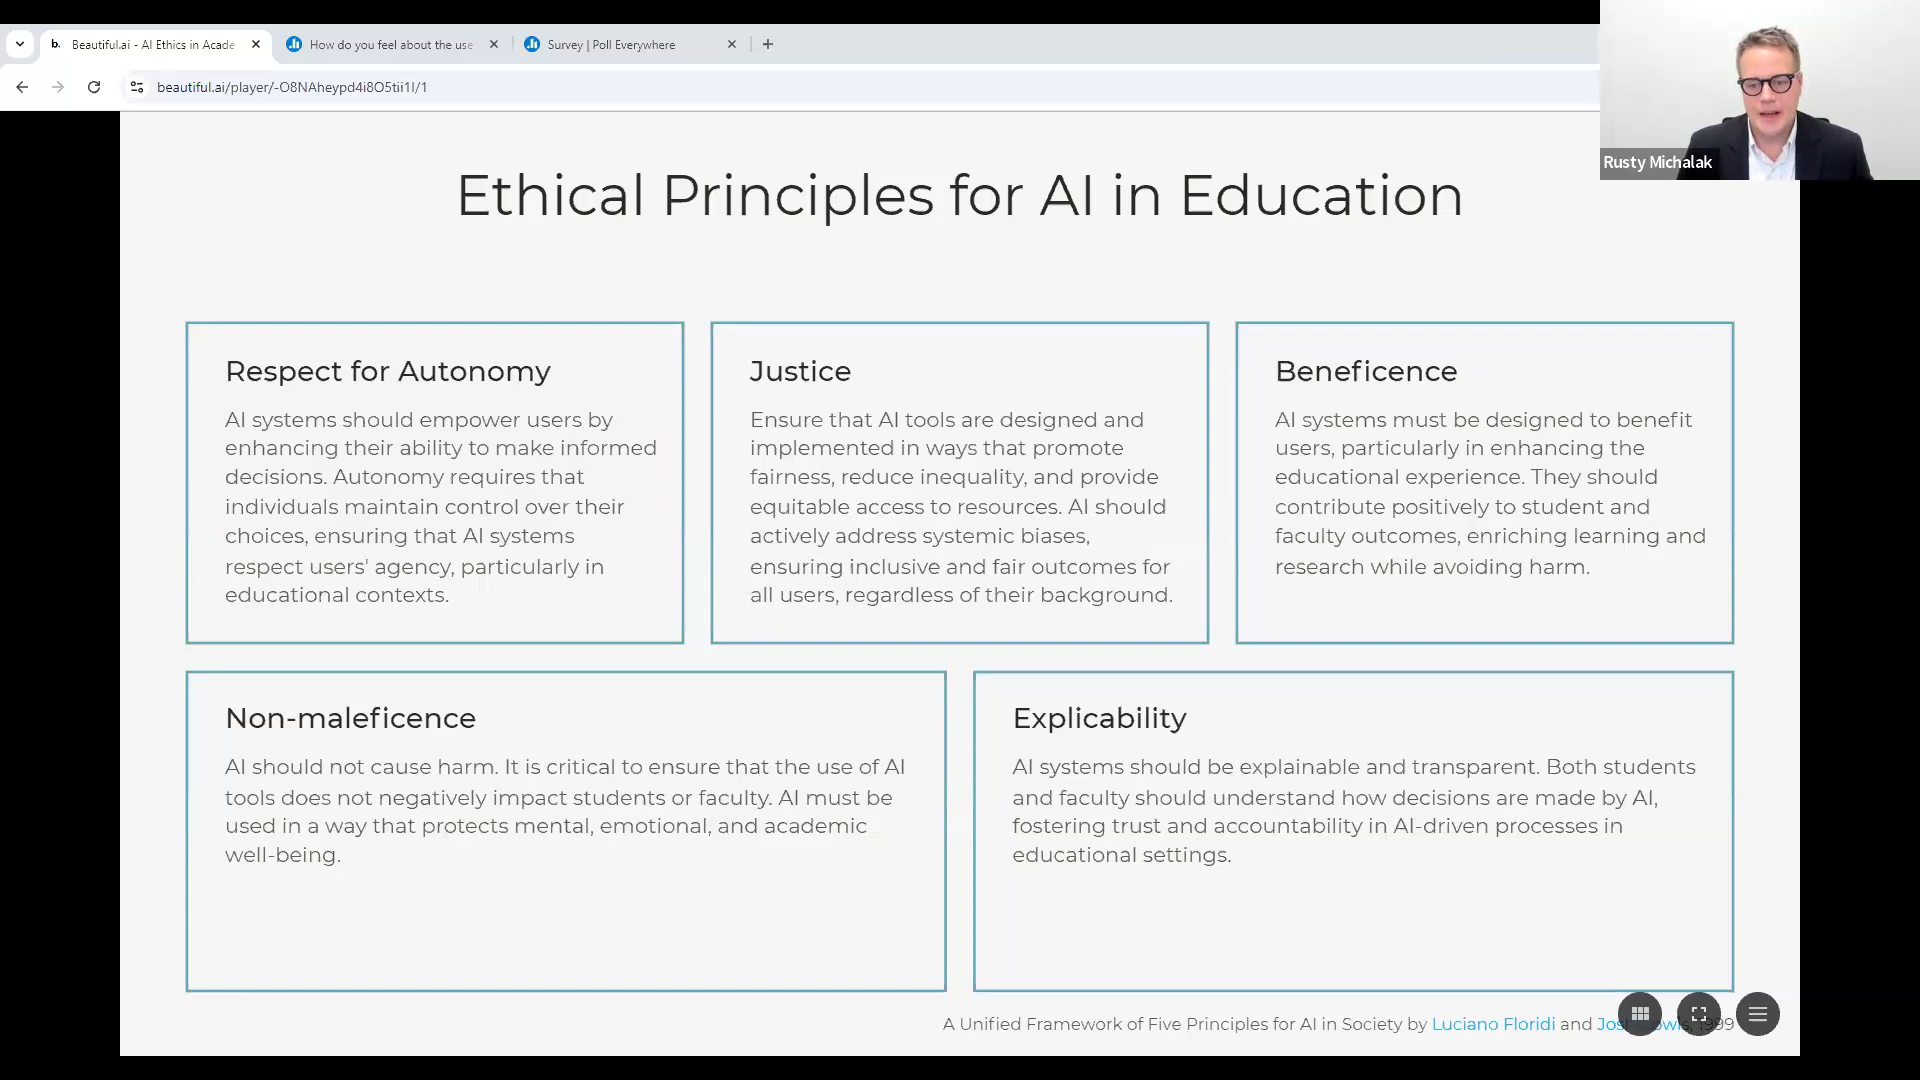 b. Beautiful.ai - AI Ethics in Acade
How do you feel about the use
Survey | Poll Everywhere
beautiful.ai/player/-O8NAheypd4i8O5tii1I/1
Rusty Michalak
Ethical Principles for AI in Education
Respect for Autonomy
AI systems should empower users by
enhancing their ability to make informed
decisions. Autonomy requires that
individuals maintain control over their
choices, ensuring that AI systems
respect users' agency, particularly in
educational contexts.
Justice
Ensure that AI tools are designed and
implemented in ways that promote
fairness, reduce inequality, and provide
equitable access to resources. AI should
actively address systemic biases,
ensuring inclusive and fair outcomes for
all users, regardless of their background.
Beneficence
AI systems must be designed to benefit
users, particularly in enhancing the
educational experience. They should
contribute positively to student and
faculty outcomes, enriching learning and
research while avoiding harm.
Non-maleficence
AI should not cause harm. It is critical to ensure that the use of AI
tools does not negatively impact students or faculty. AI must be
used in a way that protects mental, emotional, and academic
well-being.
Explicability
AI systems should be explainable and transparent. Both students
and faculty should understand how decisions are made by AI,
fostering trust and accountability in AI-driven processes in
educational settings.
A Unified Framework of Five Principles for AI in Society by Luciano Floridi and